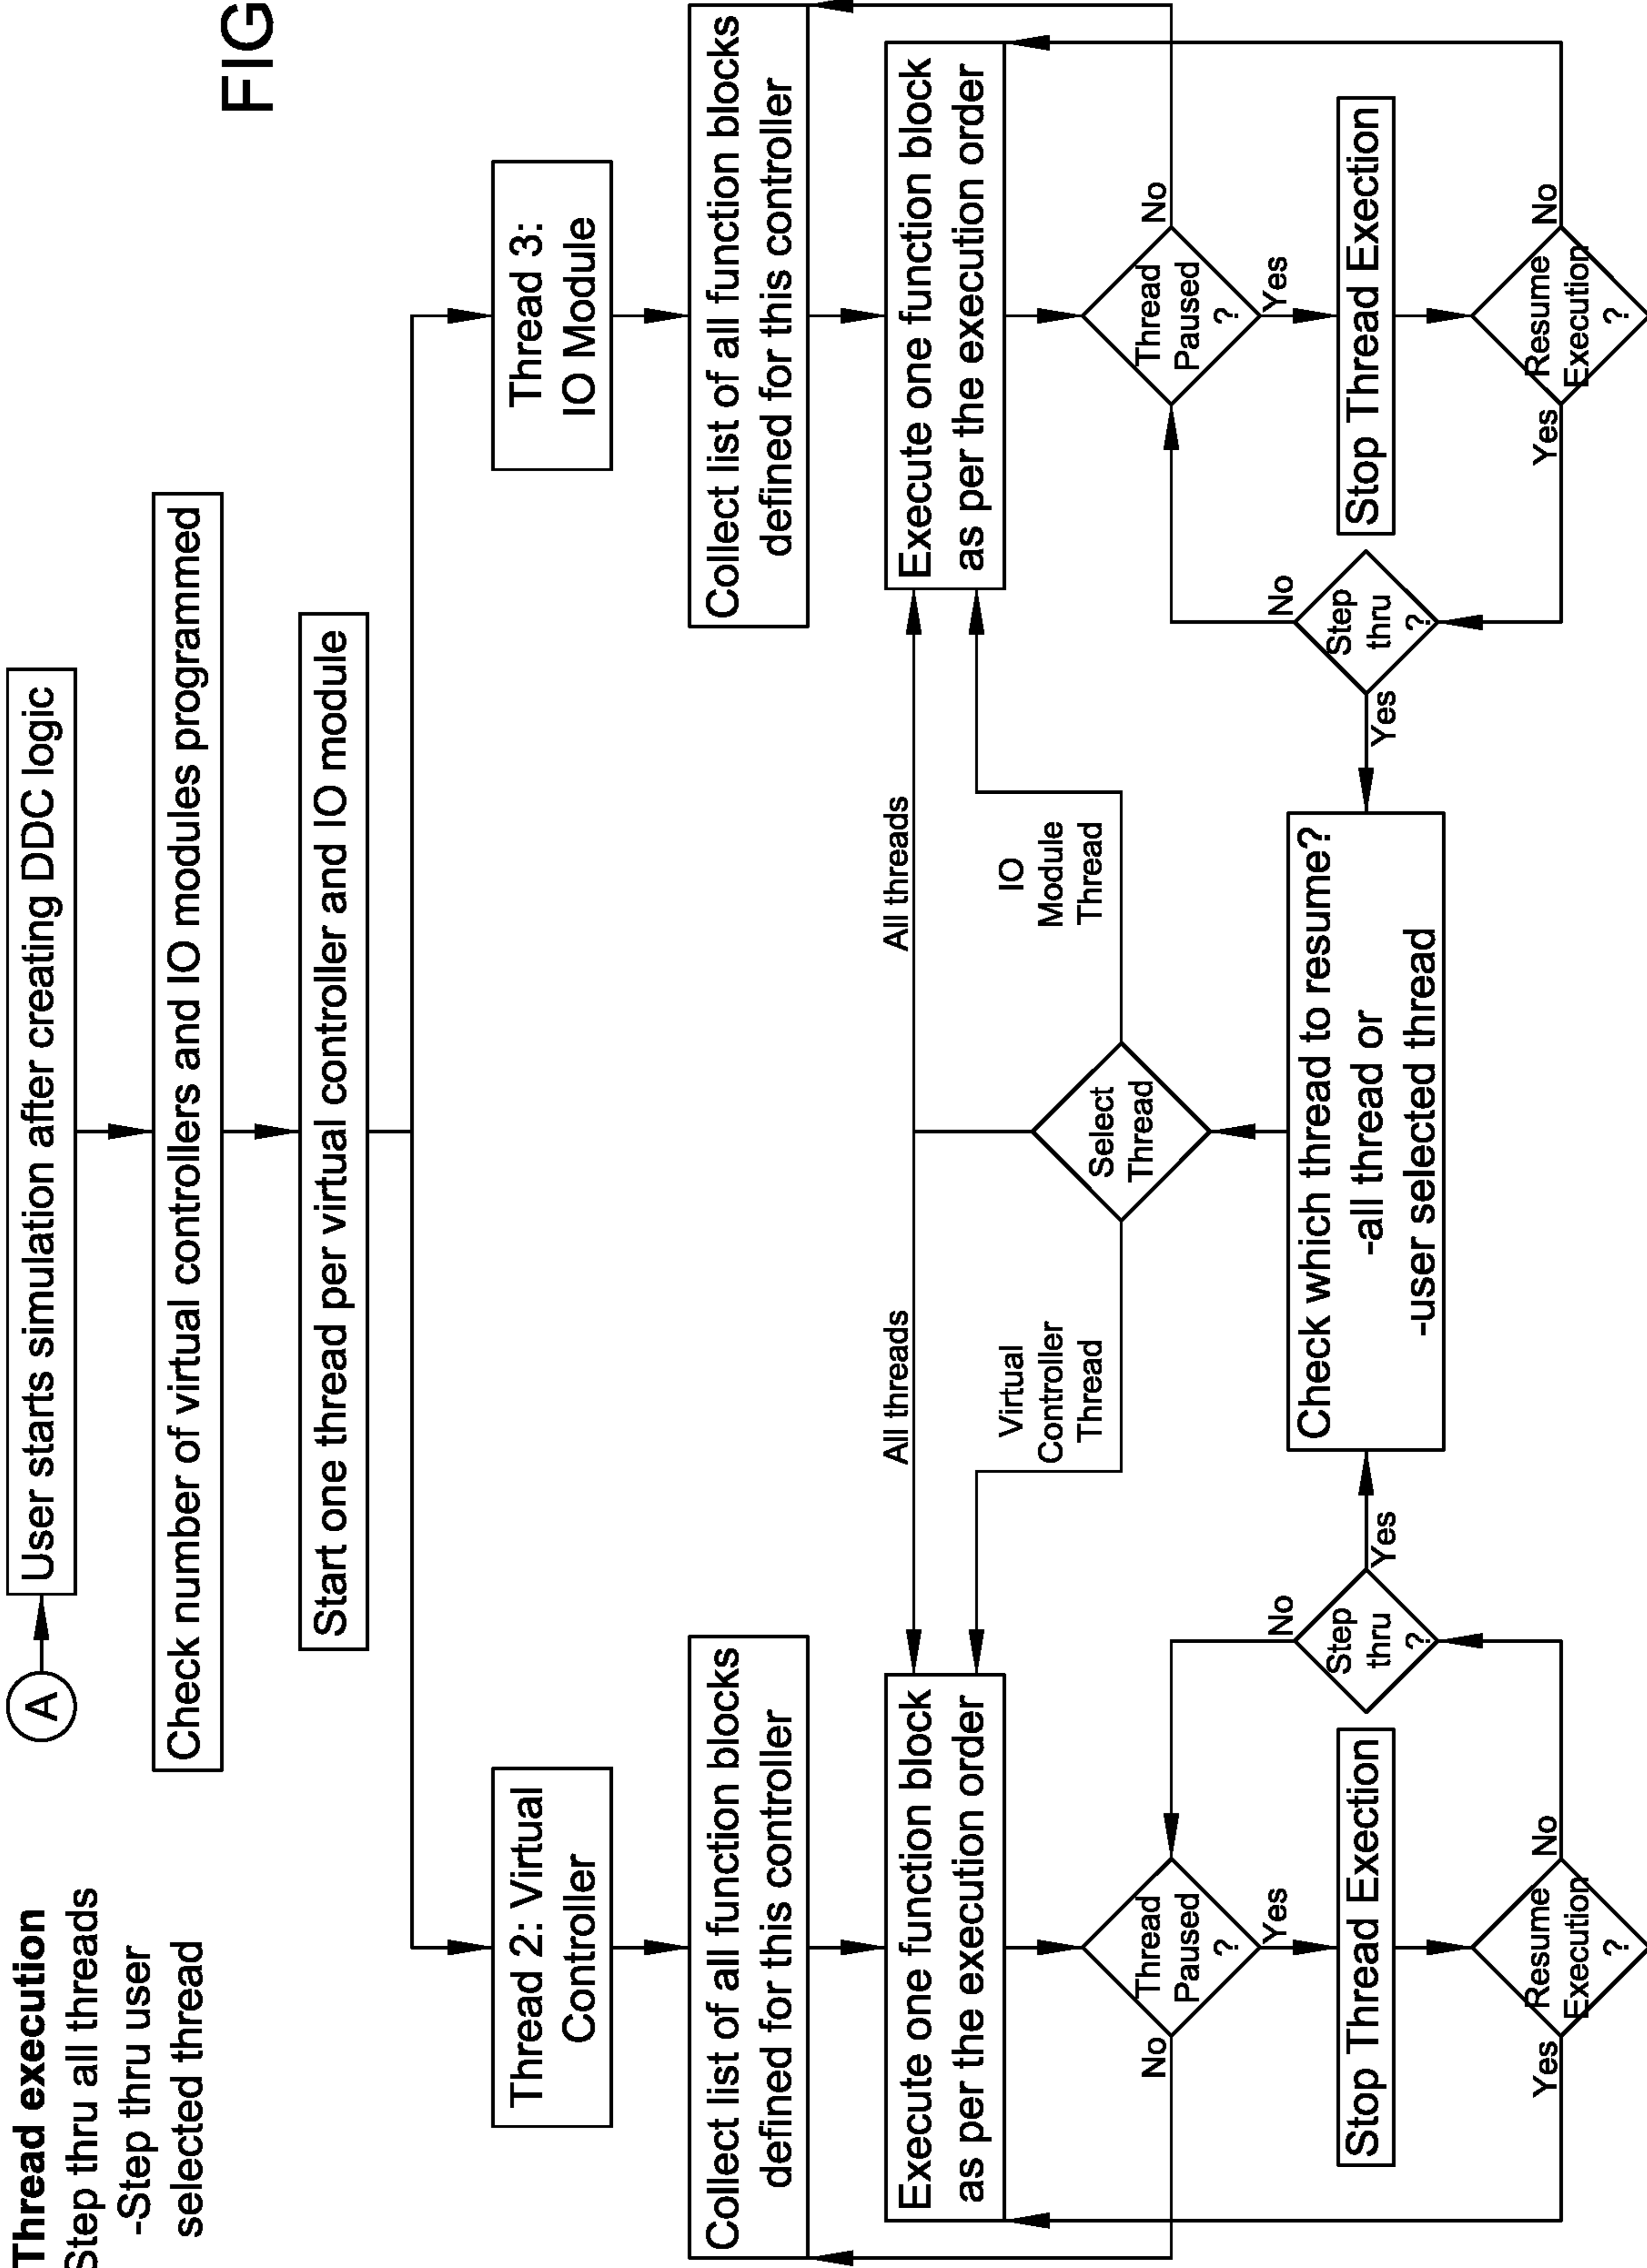 Thread execution
Step thru all threads
-Step thru user
selected thread
A
User starts simulation after creating DDC logic
FIG
Check number of virtual controllers and IO modules programmed
Start one thread per virtual controller and IO module
Thread 2: Virtual
Controller
Thread 3:
IO Module
Collect list of all function blocks
defined for this controller
Collect list of all function blocks
defined for this controller
Execute one function block
as per the execution order
All threads
All threads
Execute one function block
as per the execution order
Virtual
Controller
Thread
IO
Module
Thread
Select
Thread
No
Thread
Paused
?
Yes
Thread
Paused
?
No
Yes
Stop Thread Exection
No
Step
thru
?
Yes
Check which thread to resume?
-all thread or
-user selected thread
Yes
No
Step
thru
?
Stop Thread Exection
Yes
Resume
Execution
?
No
Yes
Resume
Execution
?
No